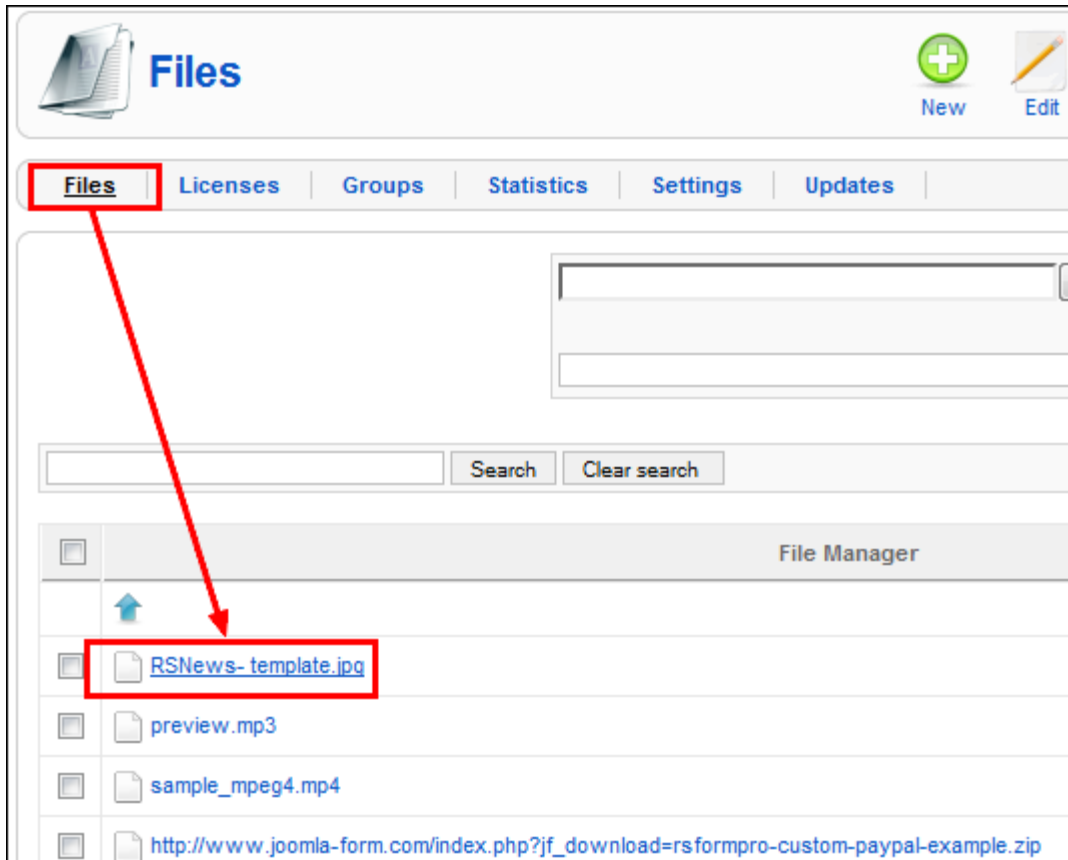 Files
New
Edit
Files Licenses Groups Statistics Settings Updates
Search Clear search
File Manager
RSNews- template.jpg
preview.mp3
sample_mpeg4.mp4
http://www.joomla-form.com/index.php?jf_download=rsformpro-custom-paypal-example.zip